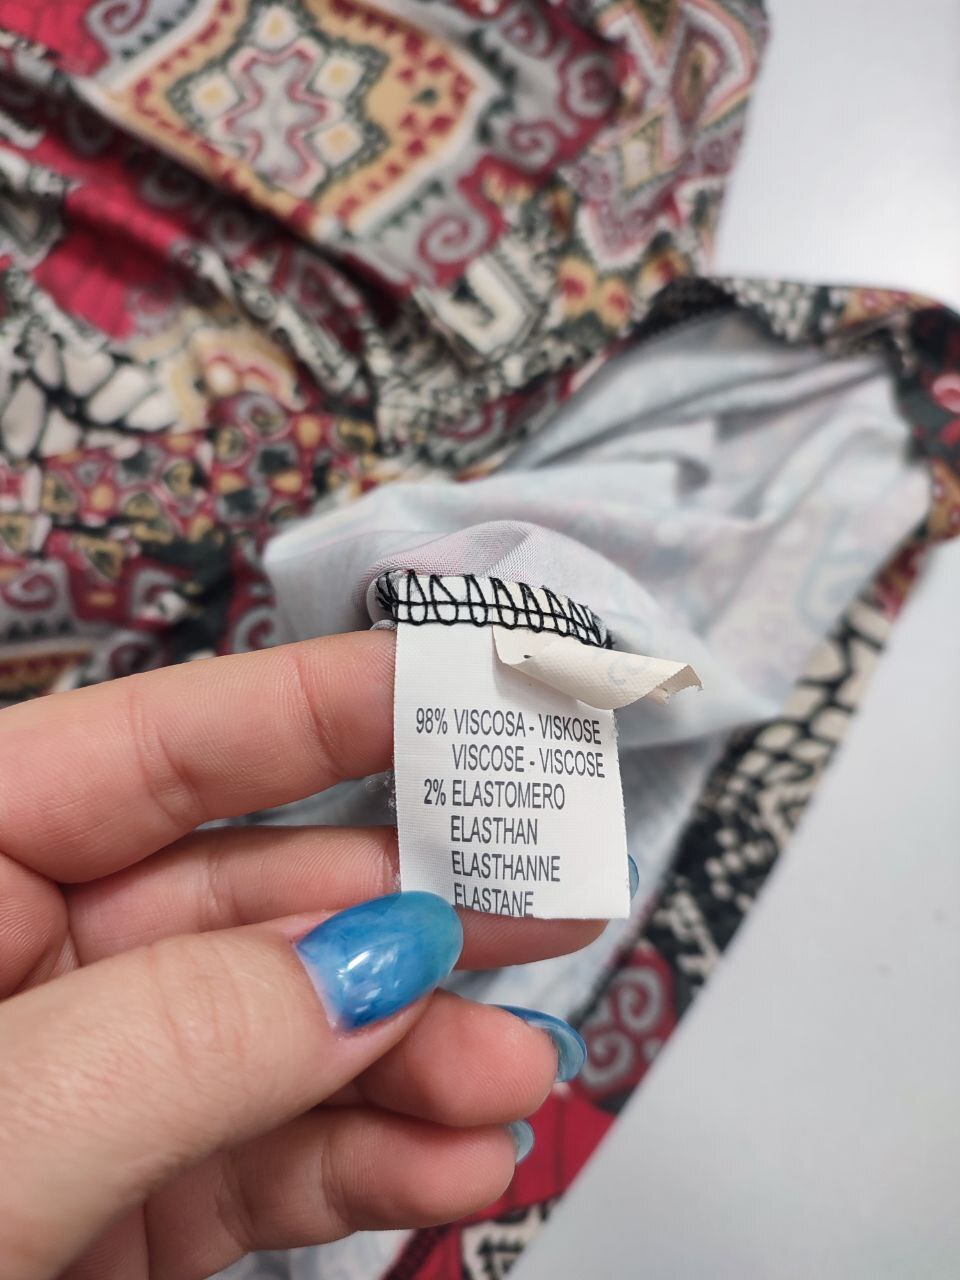 98% VISCOSA - VISKOSE
VISCOSE - VISCOSE
2% ELASTOMERO
ELASTHAN
ELASTHANNE
ELASTANE